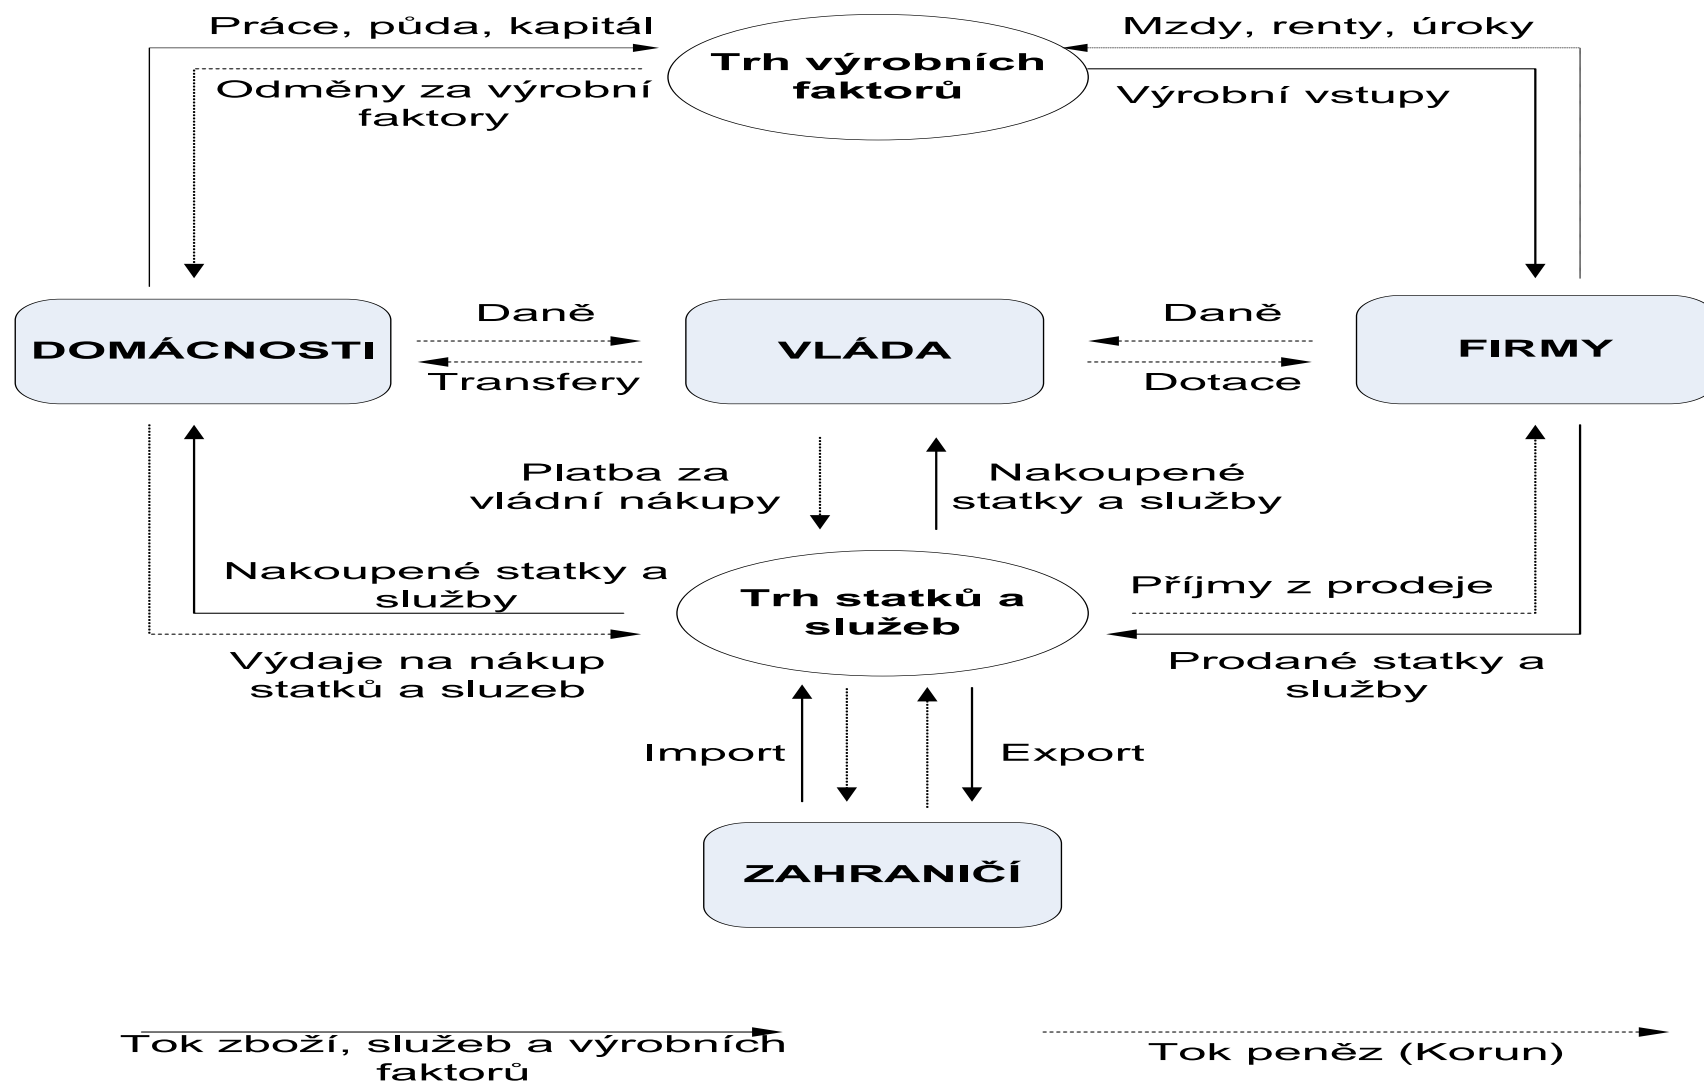 Práce, půda, kapitál
Mzdy, renty, úroky
Trh výrobních
faktorů
Odměny za výrobní
faktory
Výrobní vstupy
DOMÁCNOSTI
Daně
Transfery
VLÁDA
Daně
Dotace
FIRMY
Platba za
vládní nákupy
Nakoupené
statky a služby
Nakoupené statky a
služby
Trh statků a
služeb
Příjmy z prodeje
Výdaje na nákup
statků a sluzeb
Prodané statky a
služby
Import
Export
ZAHRANIČÍ
Tok zboží, služeb a výrobních
faktorů
Tok peněz (Korun)